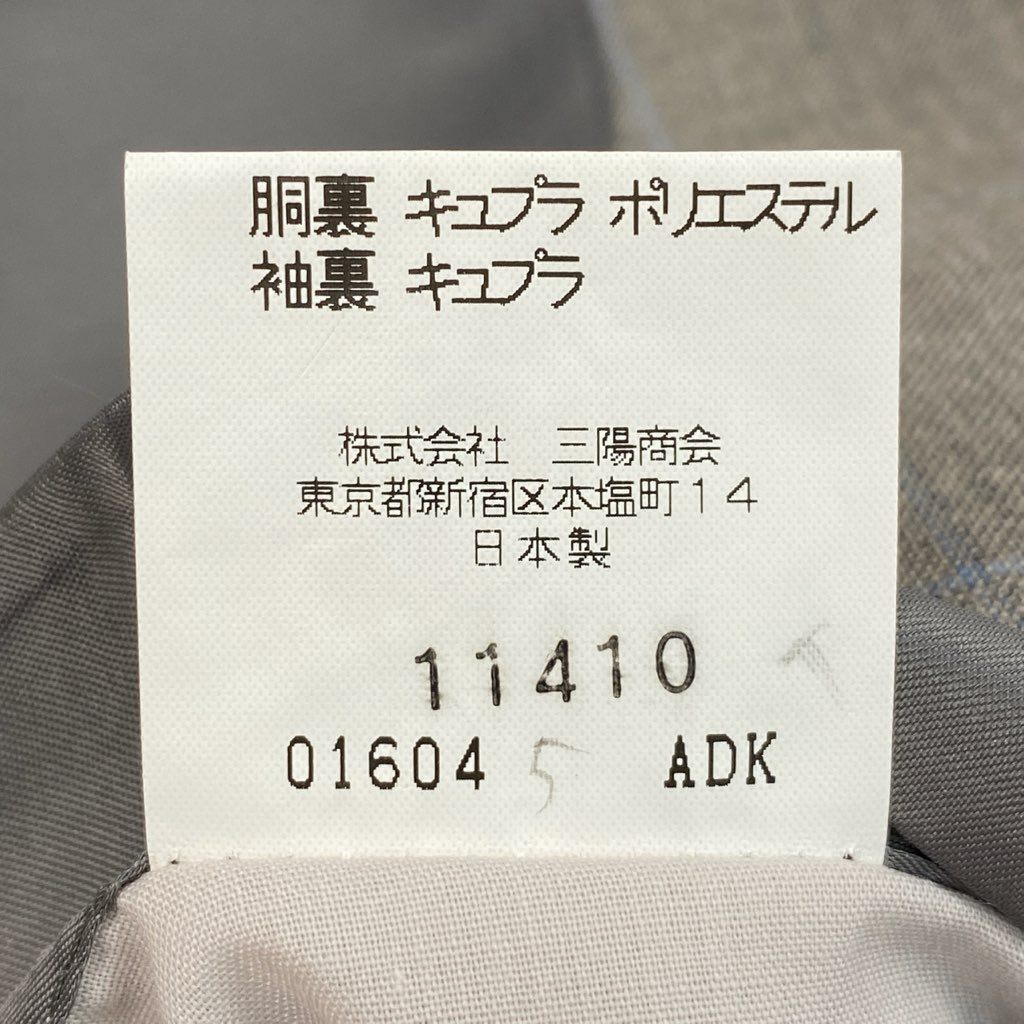 胴裏 キュプラ ポリエステル
袖裏 キュプラ
株式会社　三陽商会
東京都新宿区本塩町１４
日本製
11410
01604 5 ADK